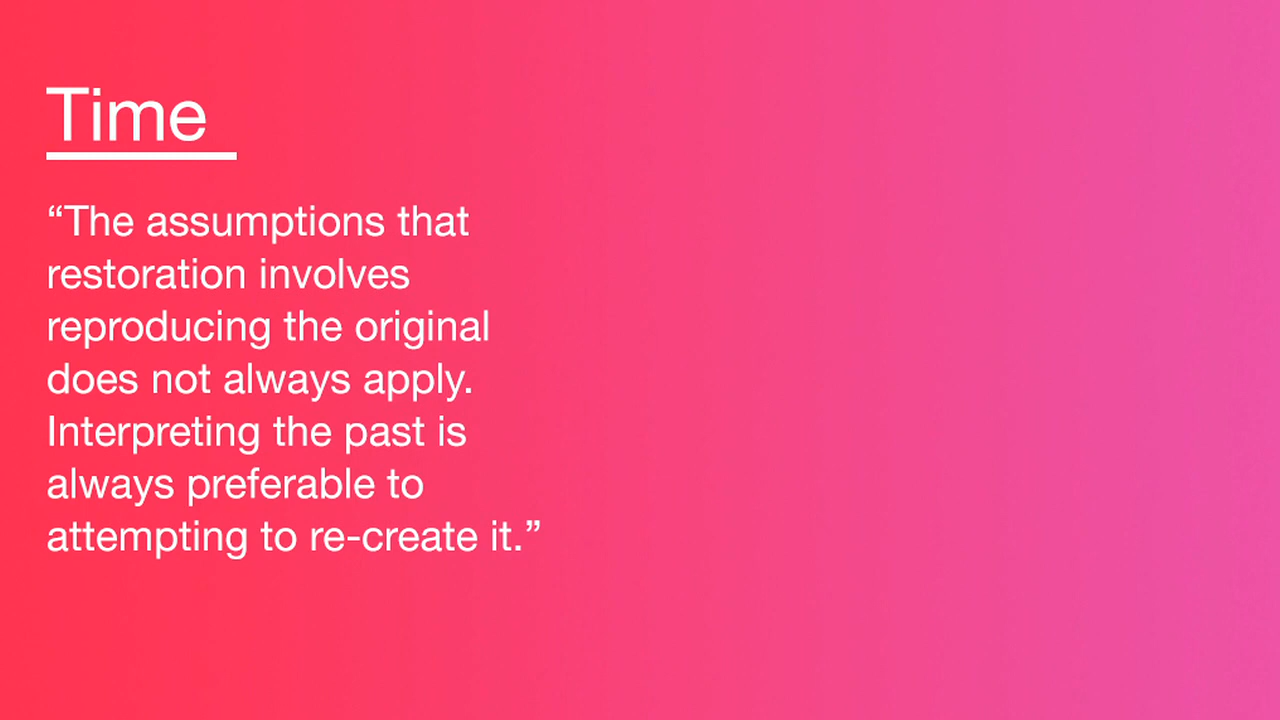 Time
“The assumptions that
restoration involves
reproducing the original
does not always apply.
Interpreting the past is
always preferable to
attempting to re-create it.”